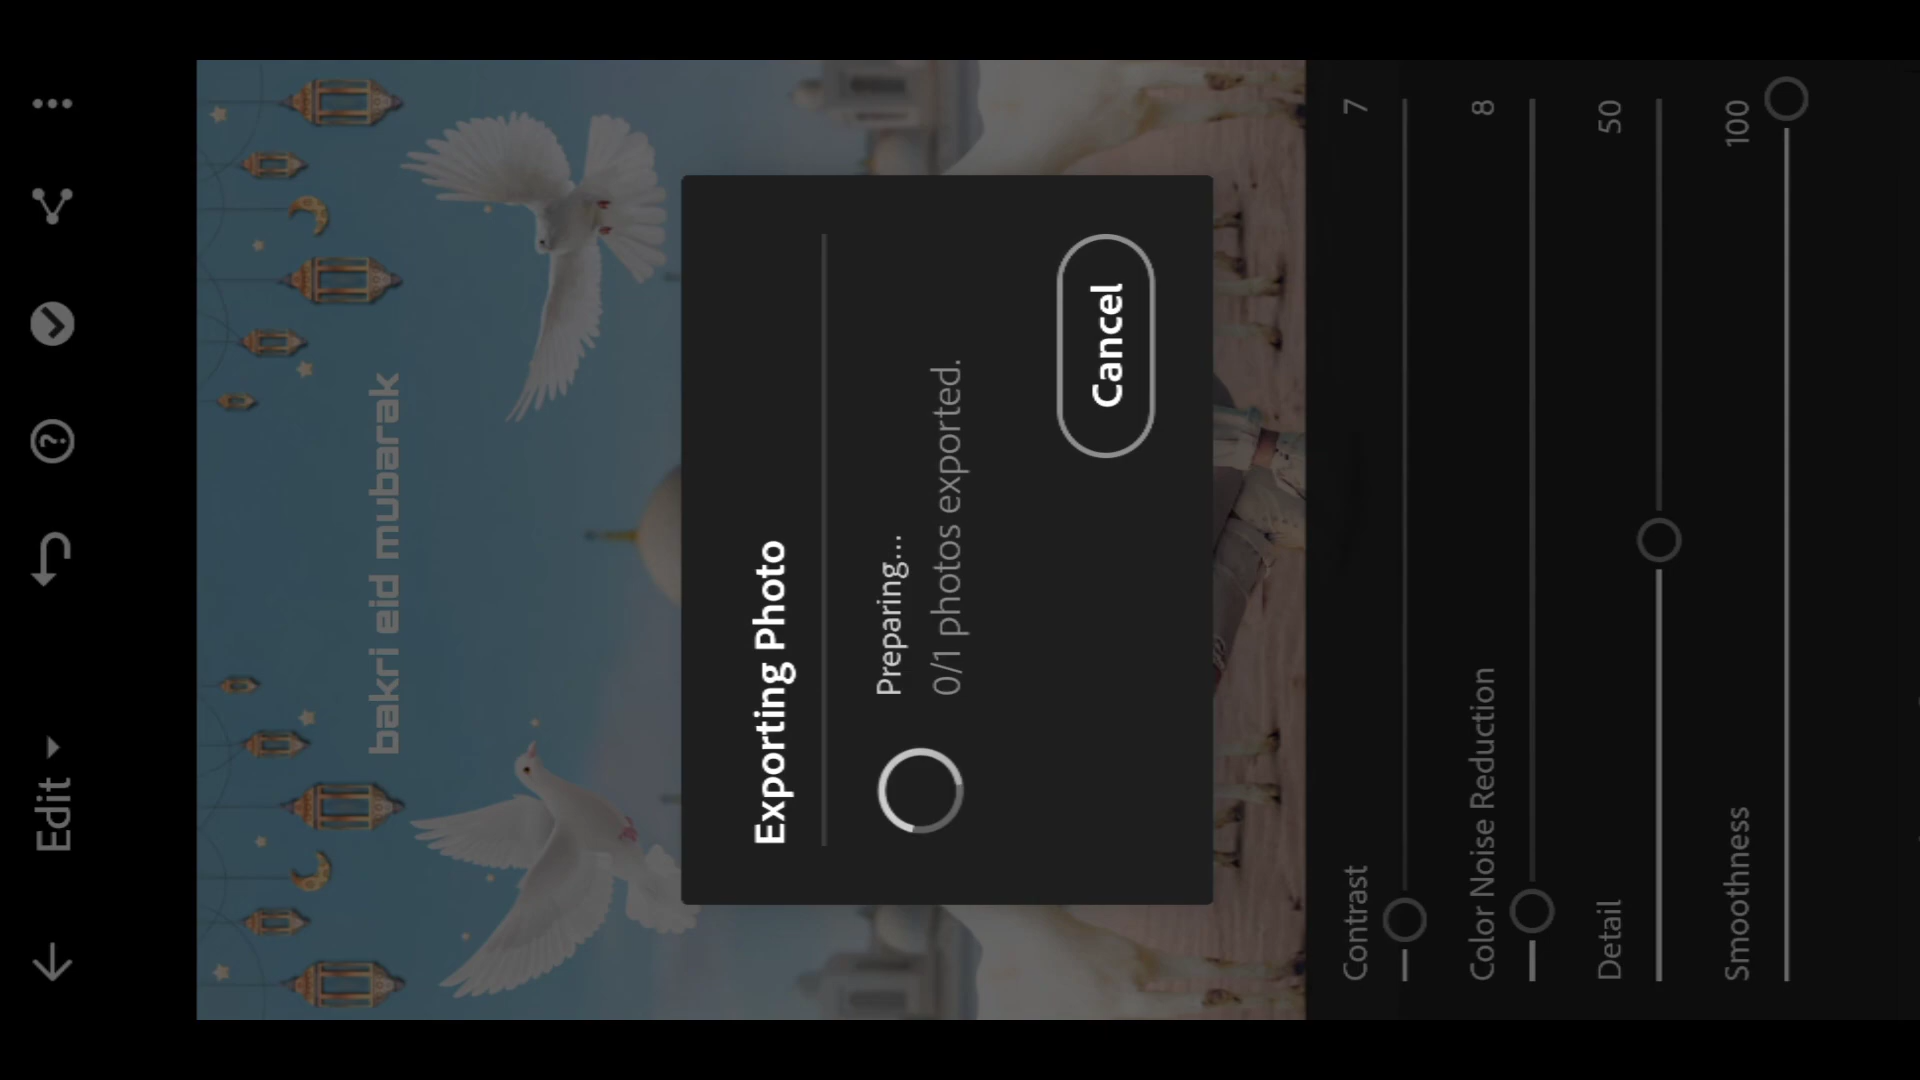 Edit
bakri eid mubarak
Exporting Photo
Preparing...
0/1 photos exported.
Cancel
Contrast 7
Color Noise Reduction 8
Detail 50
Smoothness 100